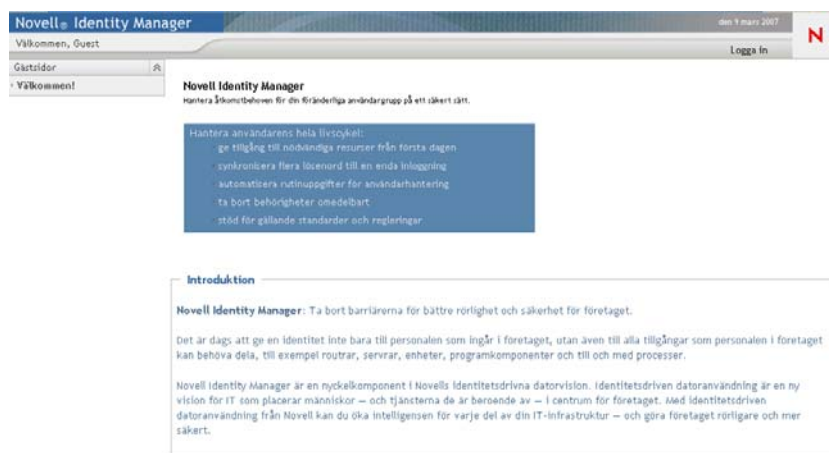 Novell® Identity Manager
den 9 mars 2007
Välkommen, Guest
Logga in
N
Gästsidor
Välkommen!
Novell Identity Manager
Hantera åtkomstbehoven för din föränderliga användargrupp på ett säkert sätt.
Hantera användarens hela livscykel:
ge tillgång till nödvändiga resurser från första dagen
synkronisera flera lösenord till en enda inloggning
automatisera rutinuppgifter för användarhantering
ta bort behörigheter omedelbart
stöd för gällande standarder och regleringar
Introduktion
Novell Identity Manager: Ta bort barriärerna för bättre rörlighet och säkerhet för företaget.
Det är dags att ge en identitet inte bara till personalen som ingår i företaget, utan även till alla tillgångar som personalen i företaget
kan behöva dela, till exempel routrar, servrar, enheter, programkomponenter och till och med processer.
Novell Identity Manager är en nyckelkomponent i Novells identitetsdrivna datorvision. Identitetsdriven datoranvändning är en ny
vision för IT som placerar människor – och tjänsterna de är beroende av – i centrum för företaget. Med identitetsdriven
datoranvändning från Novell kan du öka intelligensen för varje del av din IT-infrastruktur – och göra företaget rörligare och mer
säkert.